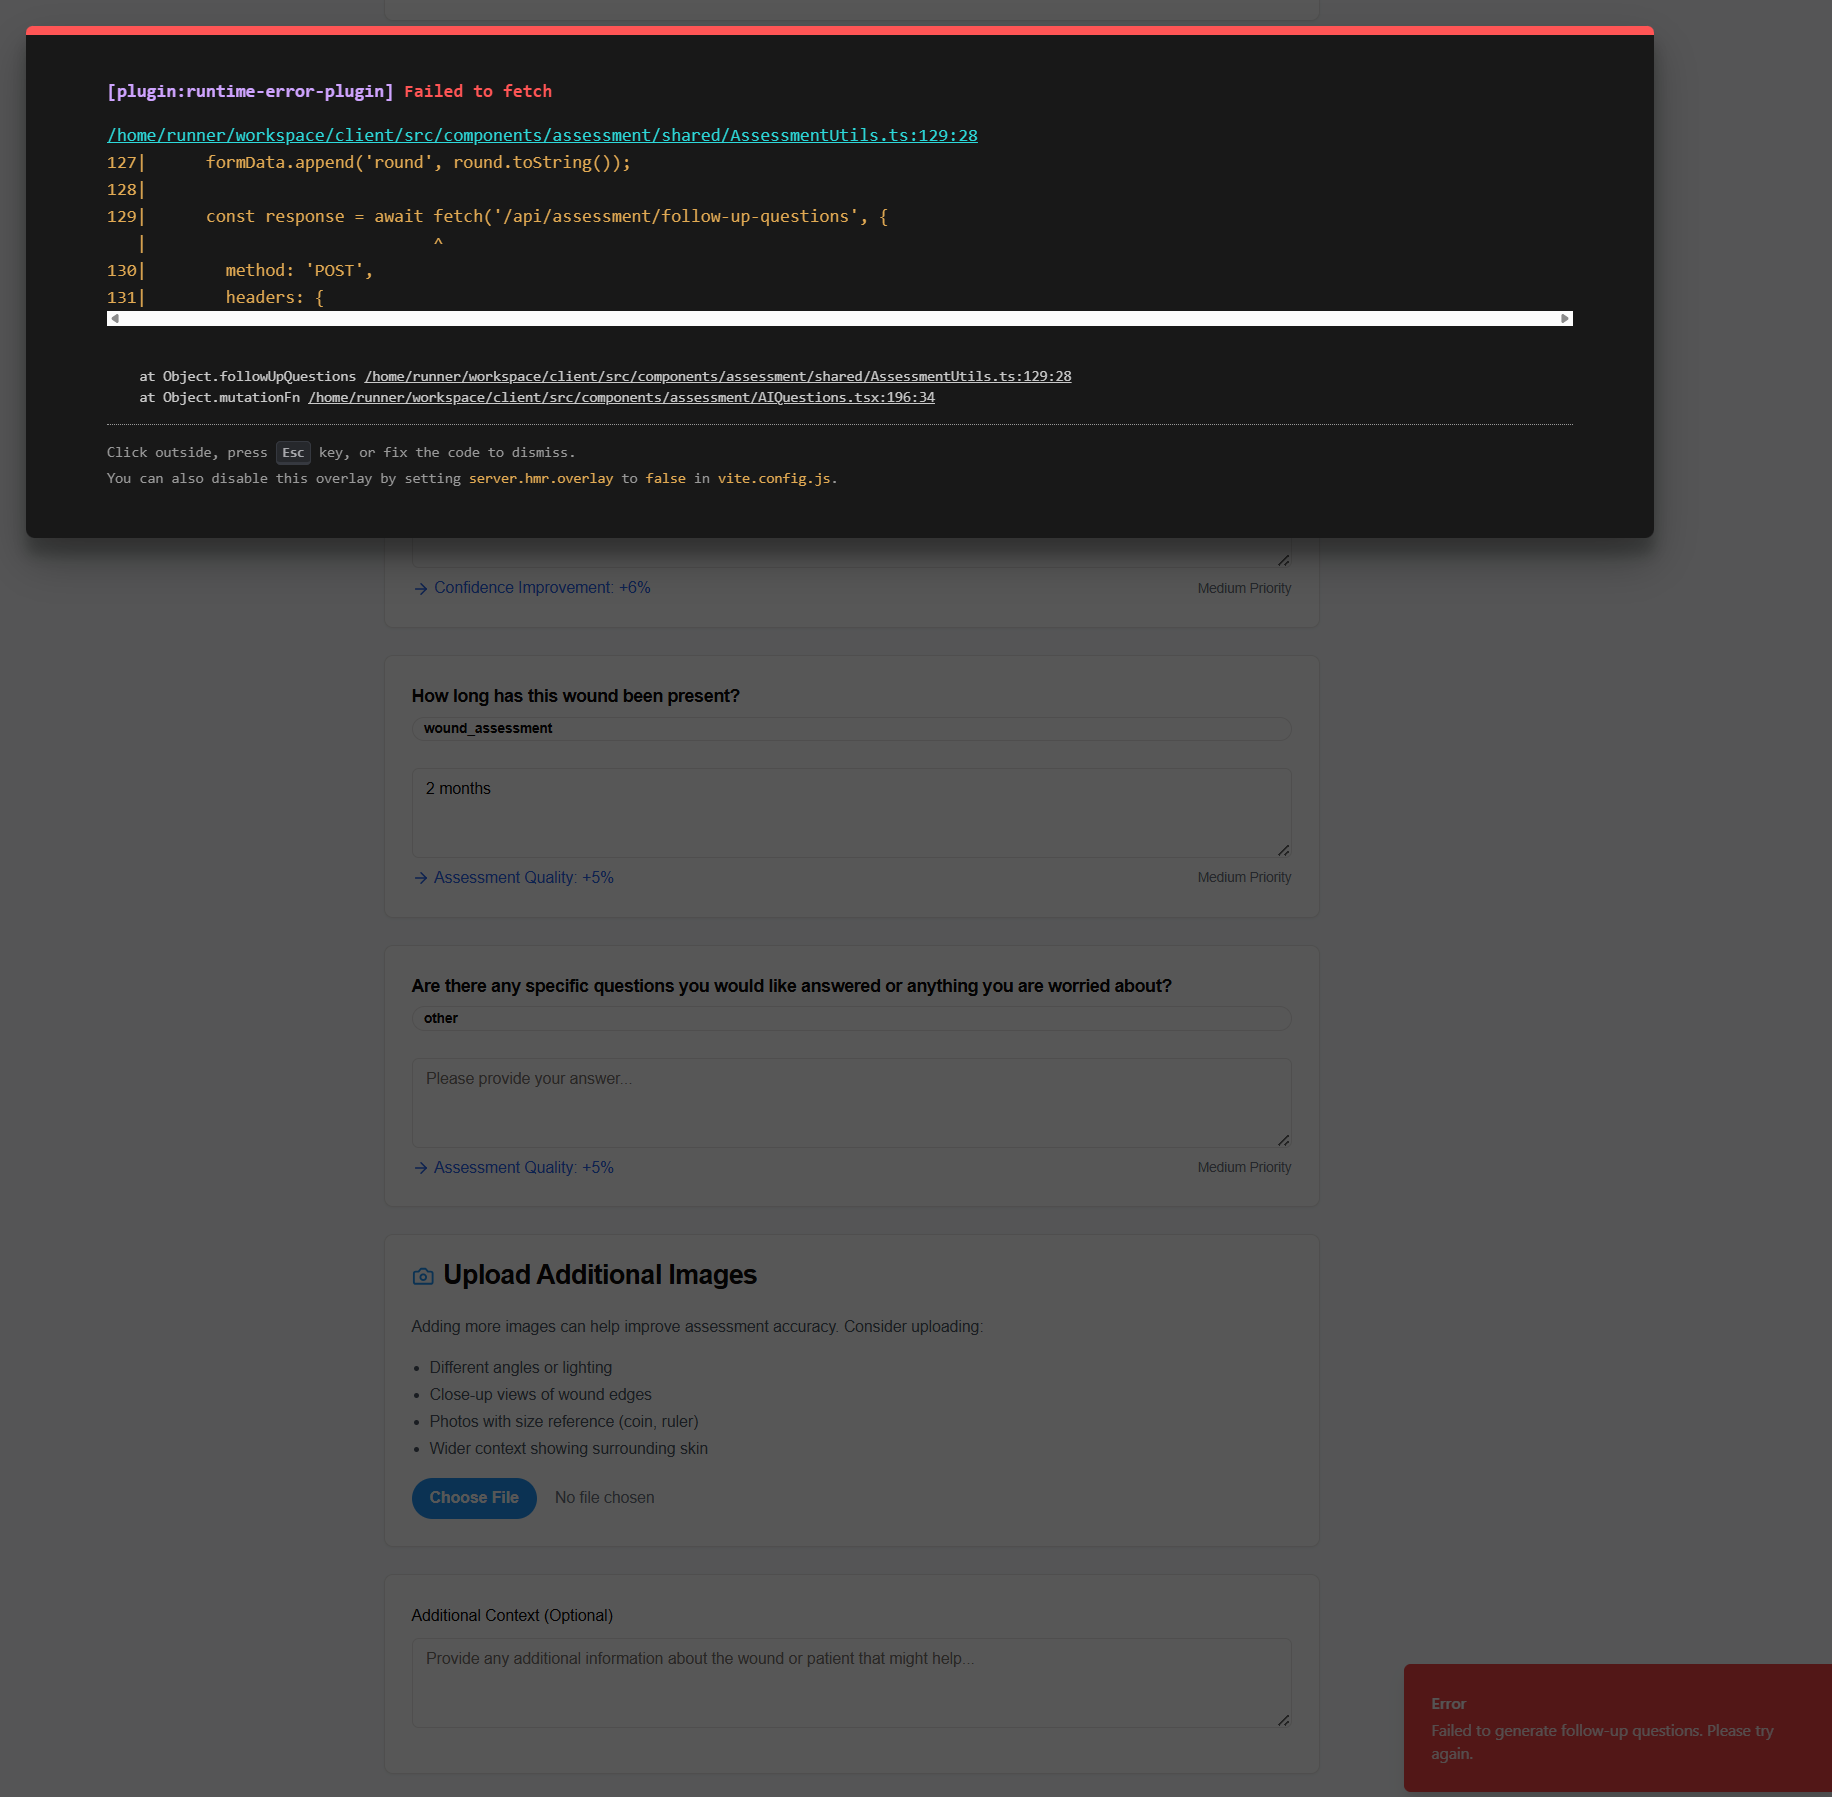 [plugin:runtime-error-plugin] Failed to fetch
/home/runner/workspace/client/src/components/assessment/shared/AssessmentUtils.ts:129:28
127|      formData.append('round', round.toString());
128|
129|      const response = await fetch('/api/assessment/follow-up-questions', {
   |                             ^
130|        method: 'POST',
131|        headers: {
at Object.followUpQuestions /home/runner/workspace/client/src/components/assessment/shared/AssessmentUtils.ts:129:28
at Object.mutationFn /home/runner/workspace/client/src/components/assessment/AIQuestions.tsx:196:34
Click outside, press Esc key, or fix the code to dismiss.
You can also disable this overlay by setting server.hmr.overlay to false in vite.config.js.
→ Confidence Improvement: +6% Medium Priority
How long has this wound been present?
wound_assessment
2 months
→ Assessment Quality: +5% Medium Priority
Are there any specific questions you would like answered or anything you are worried about?
other
Please provide your answer...
→ Assessment Quality: +5% Medium Priority
Upload Additional Images
Adding more images can help improve assessment accuracy. Consider uploading:
• Different angles or lighting
• Close-up views of wound edges
• Photos with size reference (coin, ruler)
• Wider context showing surrounding skin
Choose File No file chosen
Additional Context (Optional)
Provide any additional information about the wound or patient that might help...
Error
Failed to generate follow-up questions. Please try
again.